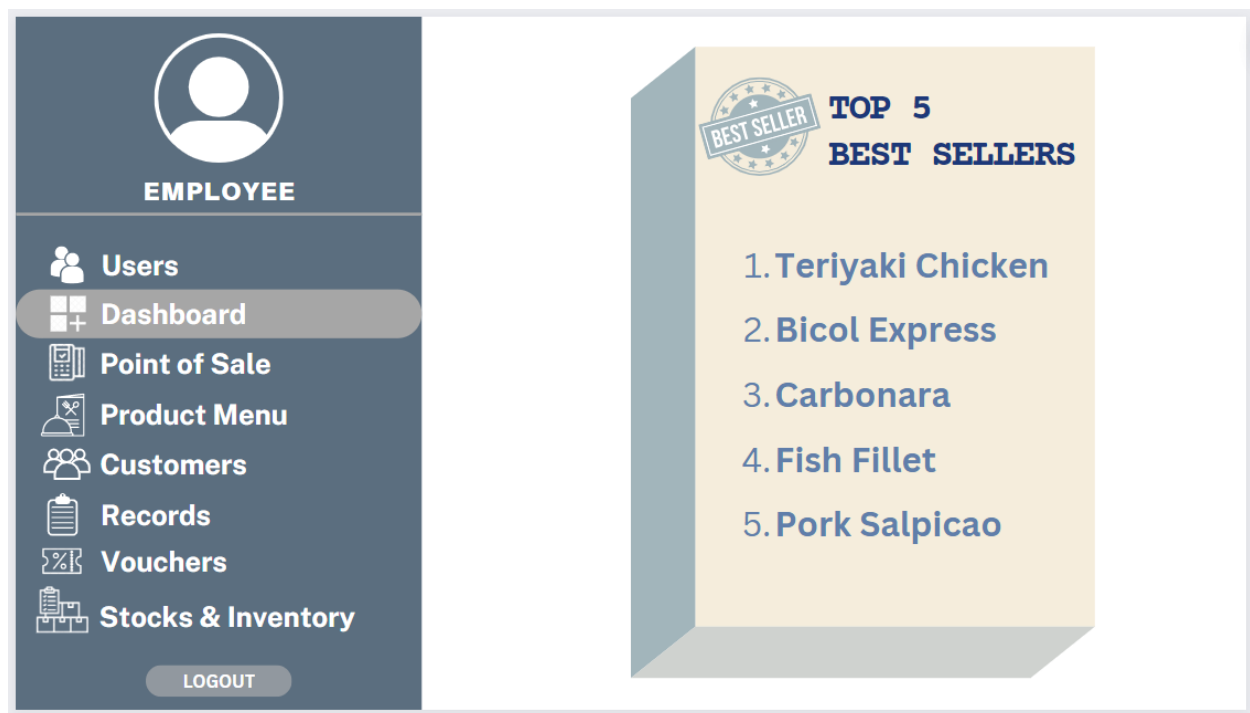 EMPLOYEE
Users
Dashboard
Point of Sale
Product Menu
Customers
Records
Vouchers
Stocks & Inventory
LOGOUT
BEST SELLER
TOP 5
BEST SELLERS
1. Teriyaki Chicken
2. Bicol Express
3. Carbonara
4. Fish Fillet
5. Pork Salpicao